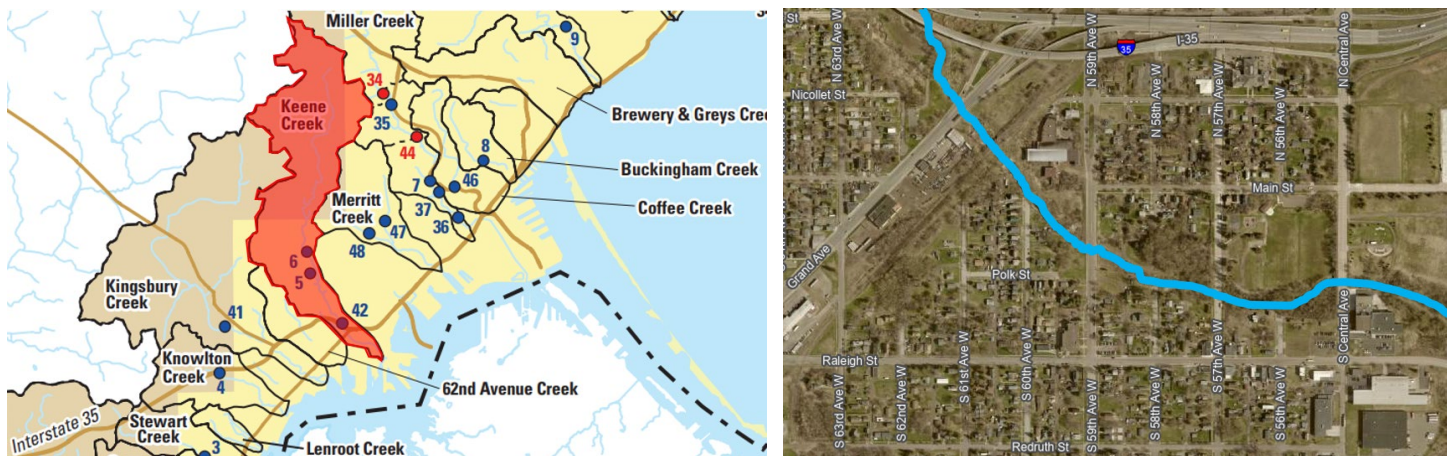 Miller Creek
9
34
Keene
Creek
35
Brewery & Greys Cree
44
8
Buckingham Creek
7
46
Merritt
Creek
37
Coffee Creek
47
36
48
6
5
Kingsbury
Creek
41
42
Knowlton
Creek
4
62nd Avenue Creek
Interstate 35
Stewart
Creek
3
Lenroot Creek
St
N 63rd Ave W
N 59th Ave W
I-35
35
N Central Ave
Nicollet St
N 58th Ave W
N 57th Ave W
N 56th Ave W
Main St
Grand Ave
Polk St
S Central Ave
S 61st Ave W
S 60th Ave W
S 57th Ave W
Raleigh St
S 63rd Ave W
S 62nd Ave W
S 59th Ave W
S 58th Ave W
S 56th Ave W
Redruth St